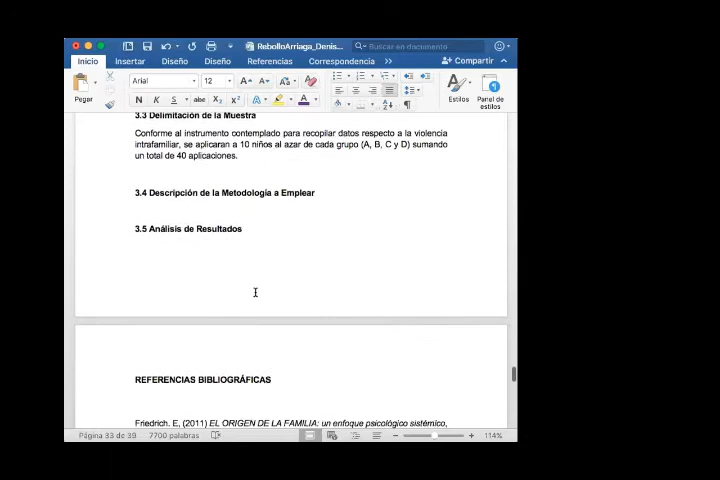 RebolloArriaga_Denis...
Buscar en documento
Inicio
Insertar
Diseño
Diseño
Referencias
Correspondencia
Compartir
Pegar
Arial
12
N
K
S
abc
X₂
X²
A
A
Estilos
Panel de
estilos
3.3 Delimitación de la Muestra
Conforme al instrumento contemplado para recopilar datos respecto a la violencia
intrafamiliar, se aplicaran a 10 niños al azar de cada grupo (A, B, C y D) sumando
un total de 40 aplicaciones.
3.4 Descripción de la Metodología a Emplear
3.5 Análisis de Resultados
REFERENCIAS BIBLIOGRÁFICAS
Friedrich. E, (2011) EL ORIGEN DE LA FAMILIA: un enfoque psicológico sistémico,
Página 33 de 39
7700 palabras
114%